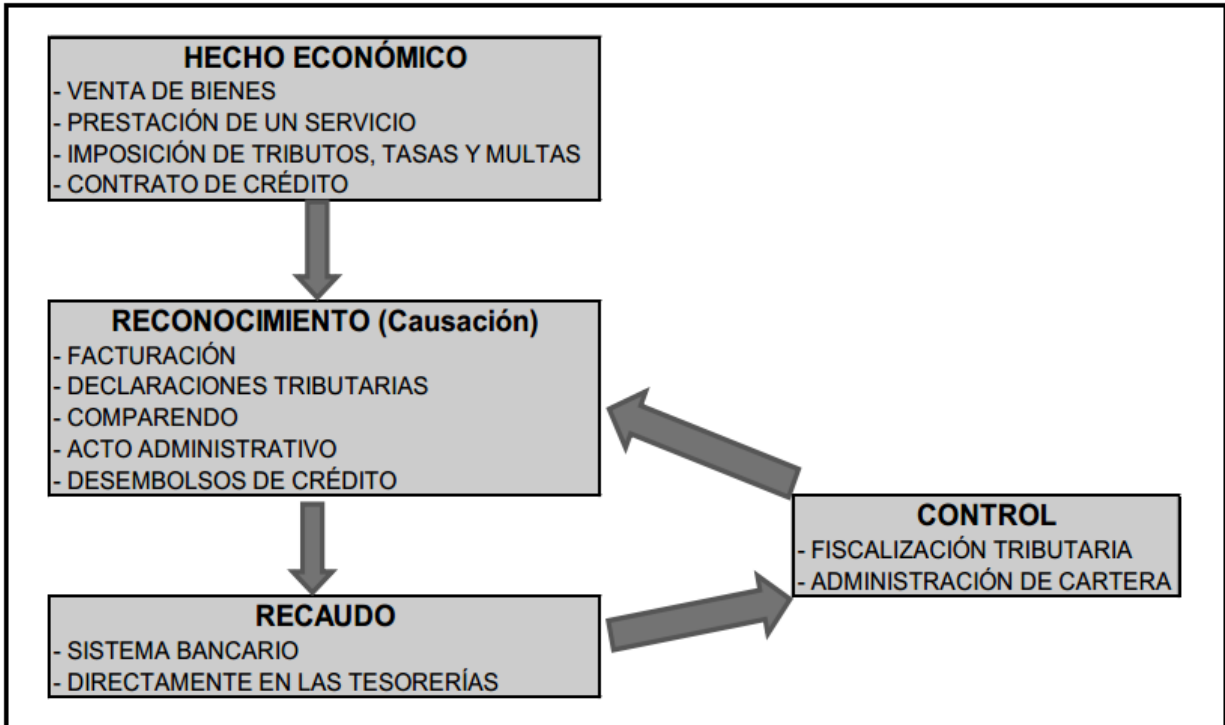 HECHO ECONÓMICO
- VENTA DE BIENES
- PRESTACIÓN DE UN SERVICIO
- IMPOSICIÓN DE TRIBUTOS, TASAS Y MULTAS
- CONTRATO DE CRÉDITO
RECONOCIMIENTO (Causación)
- FACTURACIÓN
- DECLARACIONES TRIBUTARIAS
- COMPARENDO
- ACTO ADMINISTRATIVO
- DESEMBOLSOS DE CRÉDITO
CONTROL
- FISCALIZACIÓN TRIBUTARIA
- ADMINISTRACIÓN DE CARTERA
RECAUDO
- SISTEMA BANCARIO
- DIRECTAMENTE EN LAS TESORERÍAS